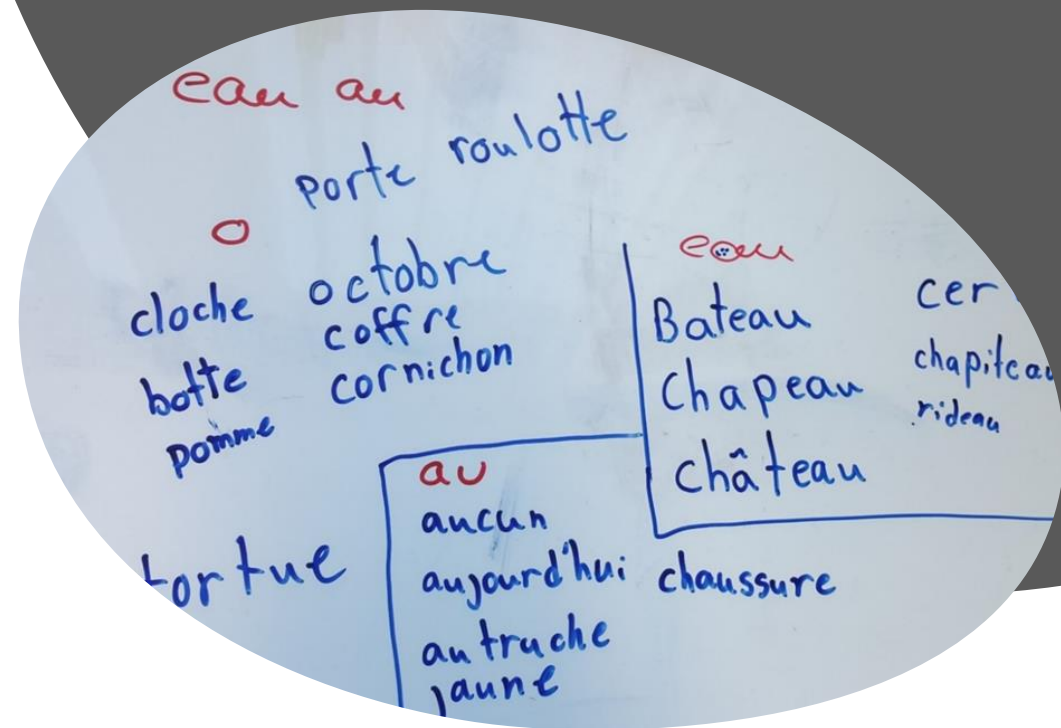 eau au
porte roulotte
o
cloche octobre
coffre
botte cornichon
pomme
tortue
eau
Bateau
chapiteau
Chapeau rideau
Château
au
aucun
aujourd'hui chaussure
autruche
jaune